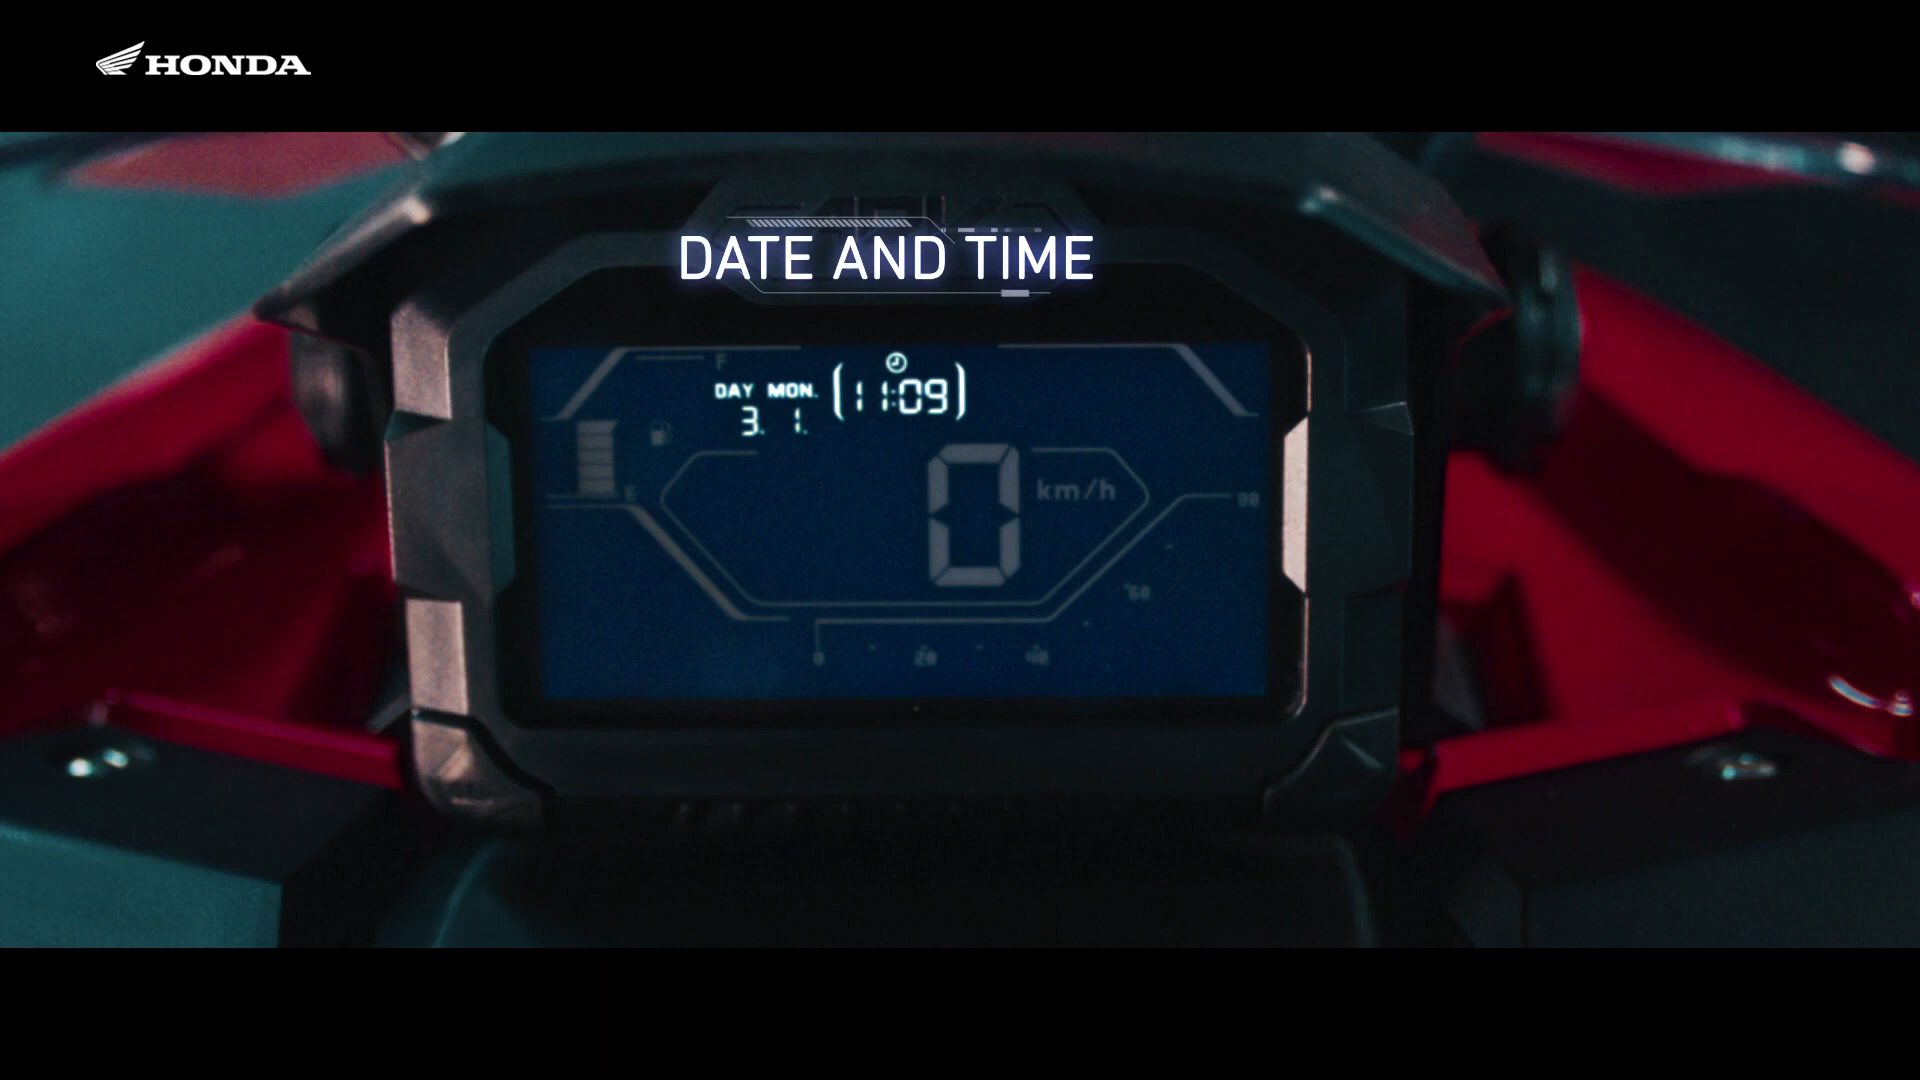 HONDA
DATE AND TIME
F
DAY MON.
3. 1.
(11:09)
E
0 km/h
80
60
0 20 40